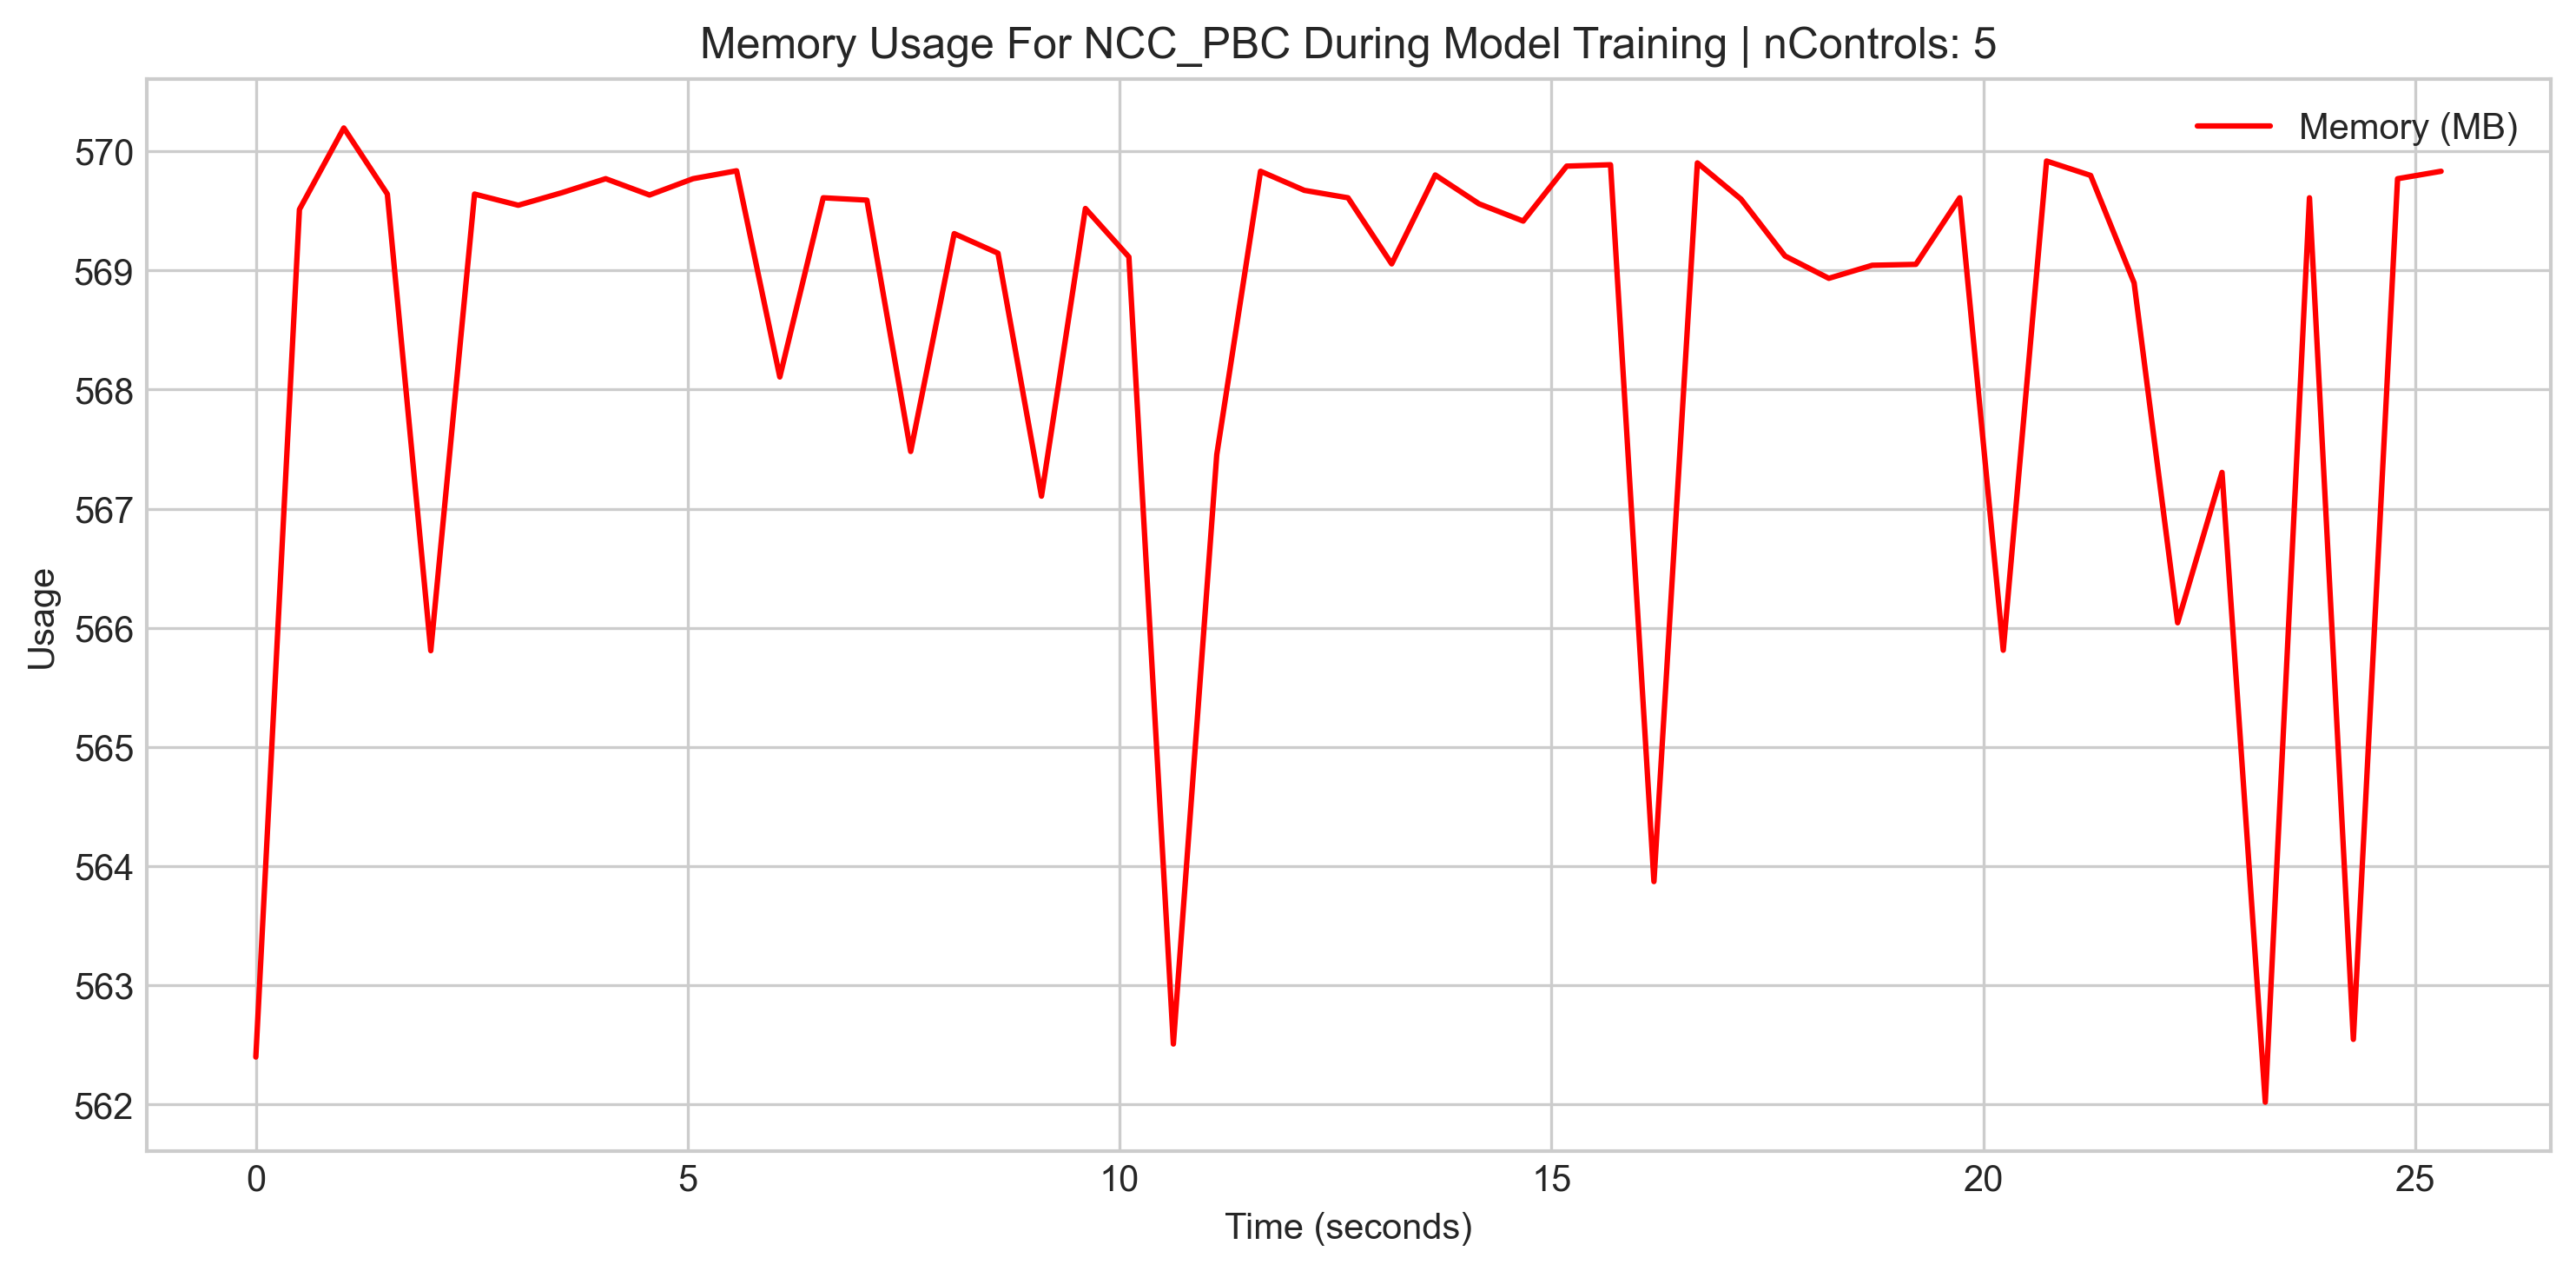 Memory Usage For NCC_PBC During Model Training | nControls: 5
Memory (MB)
570
569
568
567
566
565
564
563
562
Usage
0 5 10 15 20 25
Time (seconds)